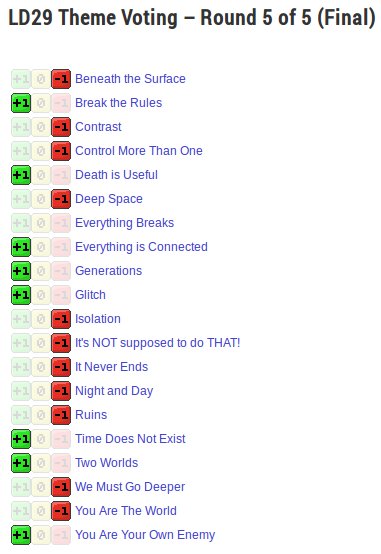 LD29 Theme Voting – Round 5 of 5 (Final)
+1 0 -1 Beneath the Surface
+1 0 -1 Break the Rules
+1 0 -1 Contrast
+1 0 -1 Control More Than One
+1 0 -1 Death is Useful
+1 0 -1 Deep Space
+1 0 -1 Everything Breaks
+1 0 -1 Everything is Connected
+1 0 -1 Generations
+1 0 -1 Glitch
+1 0 -1 Isolation
+1 0 -1 It's NOT supposed to do THAT!
+1 0 -1 It Never Ends
+1 0 -1 Night and Day
+1 0 -1 Ruins
+1 0 -1 Time Does Not Exist
+1 0 -1 Two Worlds
+1 0 -1 We Must Go Deeper
+1 0 -1 You Are The World
+1 0 -1 You Are Your Own Enemy